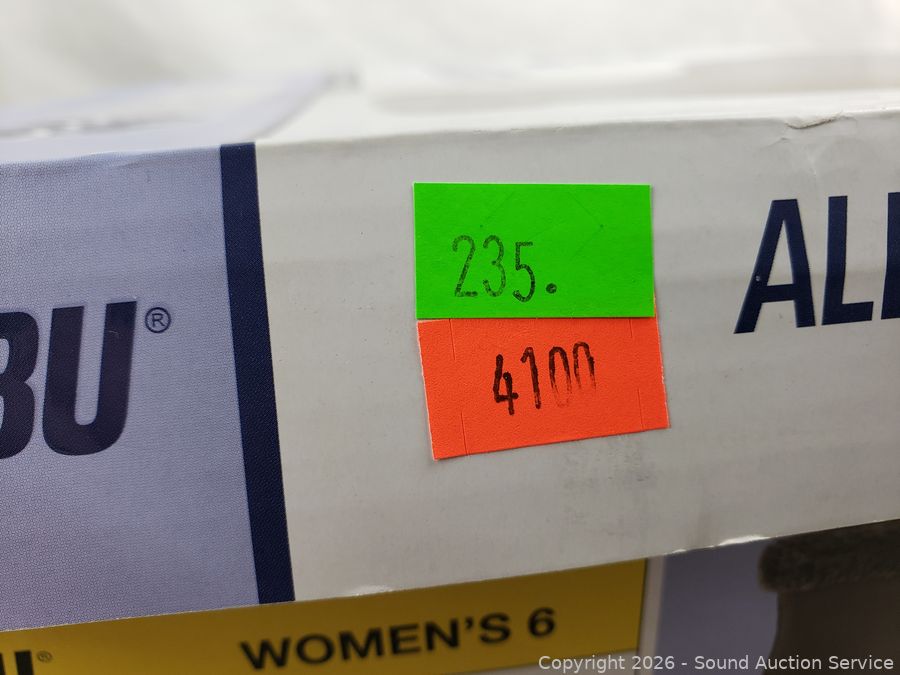 235.
4100
BU®
AL
WOMEN'S 6
Copyright 2026 - Sound Auction Service